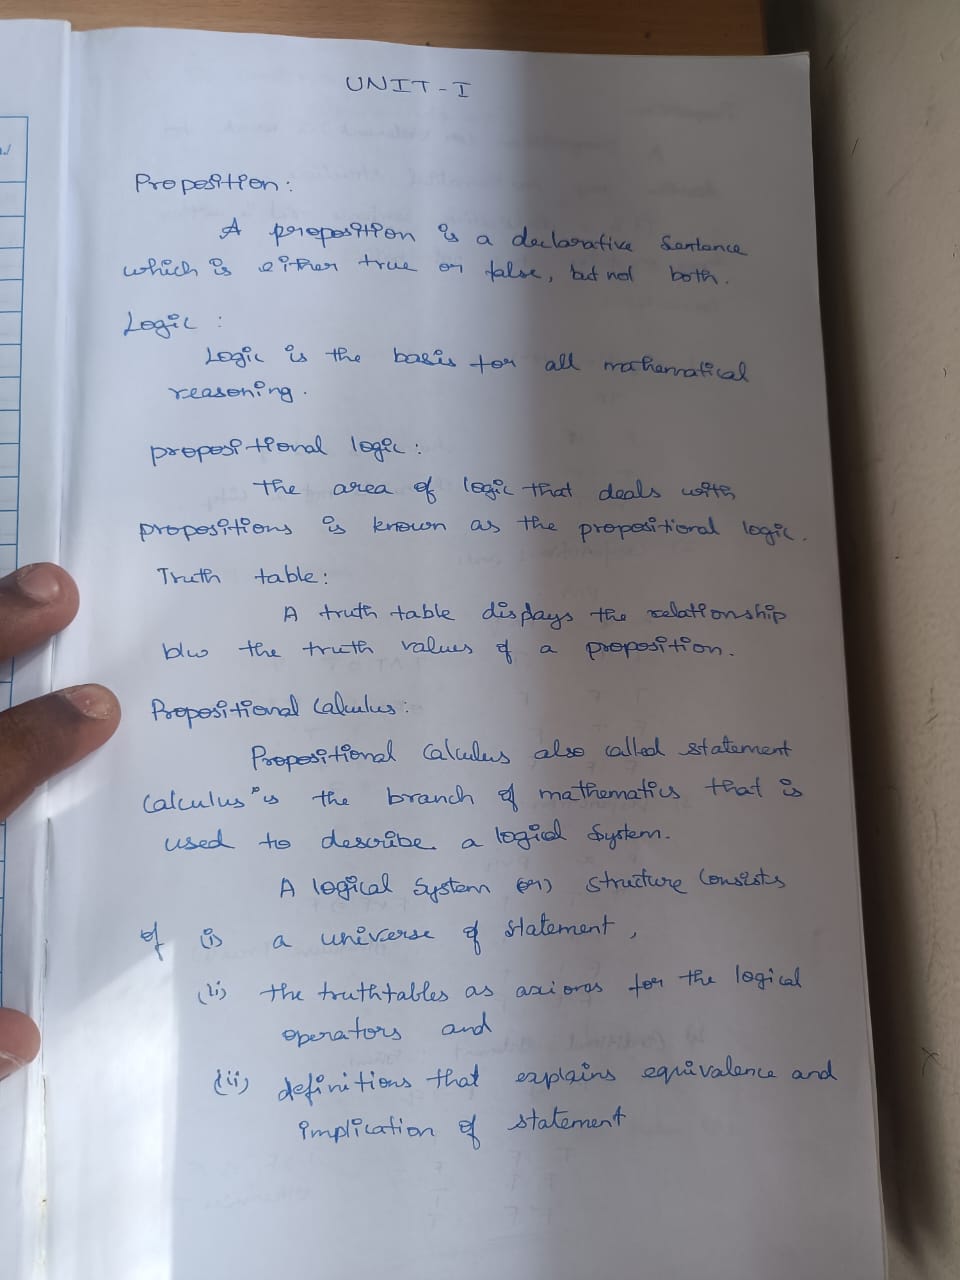 UNIT-I
Proposition:
A proposition is a declarative sentence
which is either true or false, but not both.
Logic :
Logic is the basis for all mathematical
reasoning.
propositional logic:
The area of logic that deals with
propositions is known as the propositional logic.
Truth table:
A truth table displays the relationship
b/w the truth values of a proposition.
Propositional Calculus:
Propositional Calculus also called statement
Calculus is the branch of mathematics that is
used to describe a logical System.
A logical System (or) structure Consists
of (i) a universe of statement,
(ii) the truthtables as axioms for the logical
operators and
(iii) definitions that explains equivalence and
implication of statement